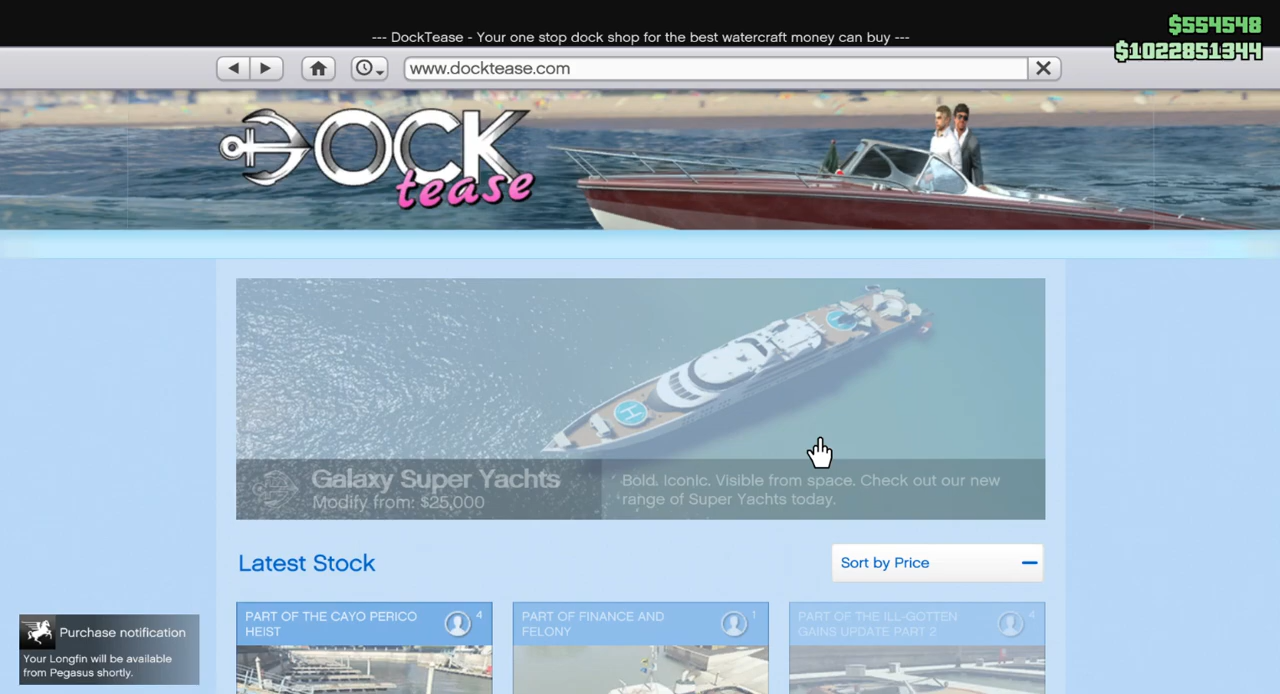 --- DockTease - Your one stop dock shop for the best watercraft money can buy ---
$554548
$1022851344
www.docktease.com
DOCK
tease
H
Galaxy Super Yachts
Modify from: $25,000
Bold. Iconic. Visible from space. Check out our new
range of Super Yachts today.
Latest Stock
Sort by Price
PART OF THE CAYO PERICO
HEIST
4
PART OF FINANCE AND
FELONY
1
PART OF THE ILL-GOTTEN
GAINS UPDATE PART 2
4
Purchase notification
Your Longfin will be available
from Pegasus shortly.